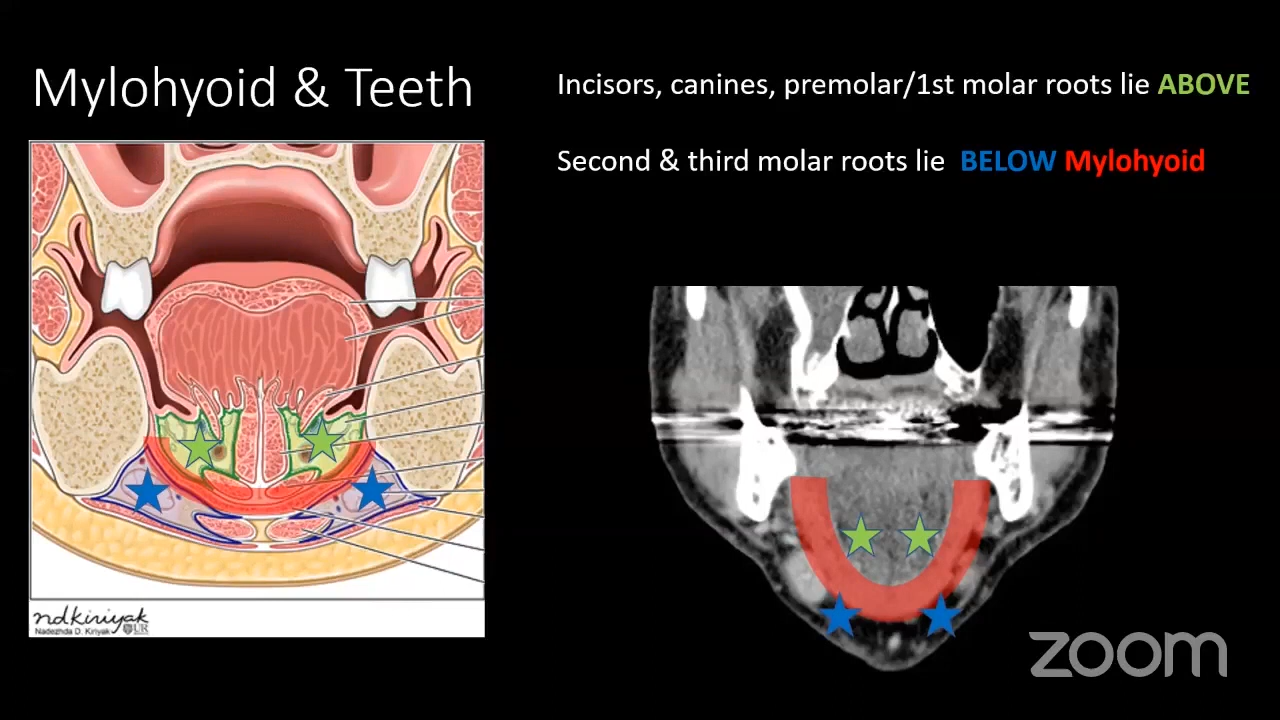 Mylohyoid & Teeth
Incisors, canines, premolar/1st molar roots lie ABOVE
Second & third molar roots lie BELOW Mylohyoid
ndkiriyak
Nadezhda D. Kiriyak UR
zoom